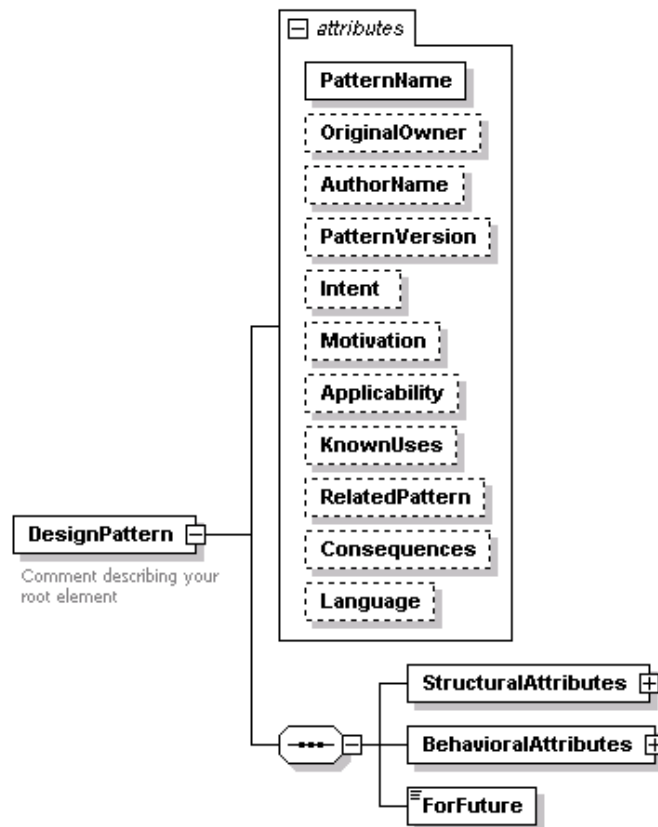 attributes
PatternName
OriginalOwner
AuthorName
PatternVersion
Intent
Motivation
Applicability
KnownUses
RelatedPattern
Consequences
Language
DesignPattern
Comment describing your
root element
StructuralAttributes
BehavioralAttributes
ForFuture